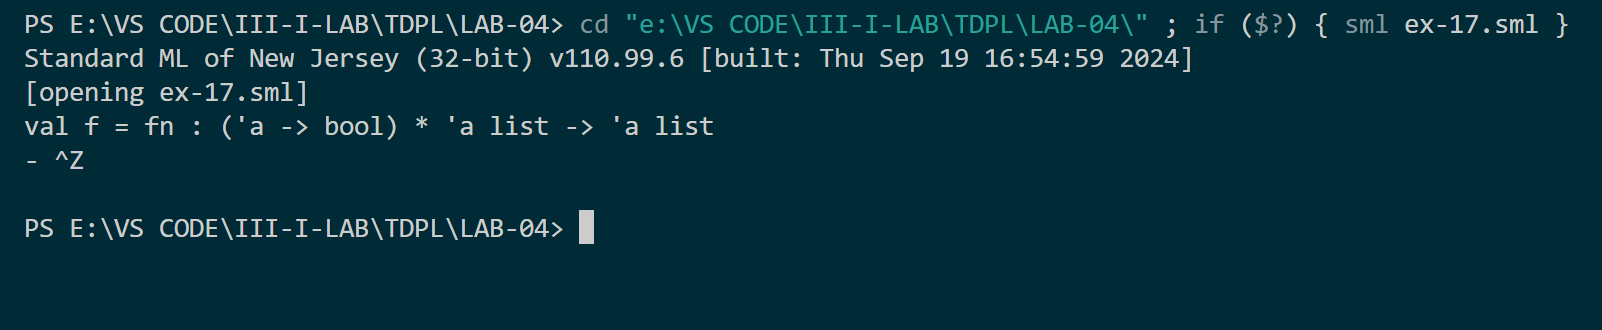 PS E:\VS CODE\III-I-LAB\TDPL\LAB-04> cd "e:\VS CODE\III-I-LAB\TDPL\LAB-04\" ; if ($?) { sml ex-17.sml }
Standard ML of New Jersey (32-bit) v110.99.6 [built: Thu Sep 19 16:54:59 2024]
[opening ex-17.sml]
val f = fn : ('a -> bool) * 'a list -> 'a list
- ^Z
PS E:\VS CODE\III-I-LAB\TDPL\LAB-04>